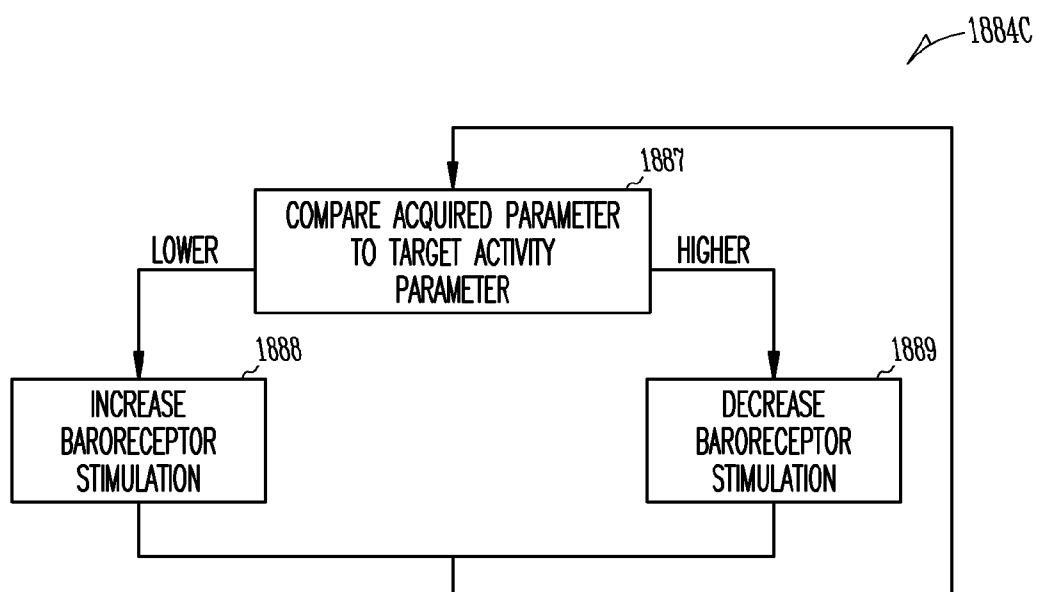 1884C
1887
COMPARE ACQUIRED PARAMETER
TO TARGET ACTIVITY
PARAMETER
LOWER
HIGHER
1888
INCREASE
BARORECEPTOR
STIMULATION
1889
DECREASE
BARORECEPTOR
STIMULATION